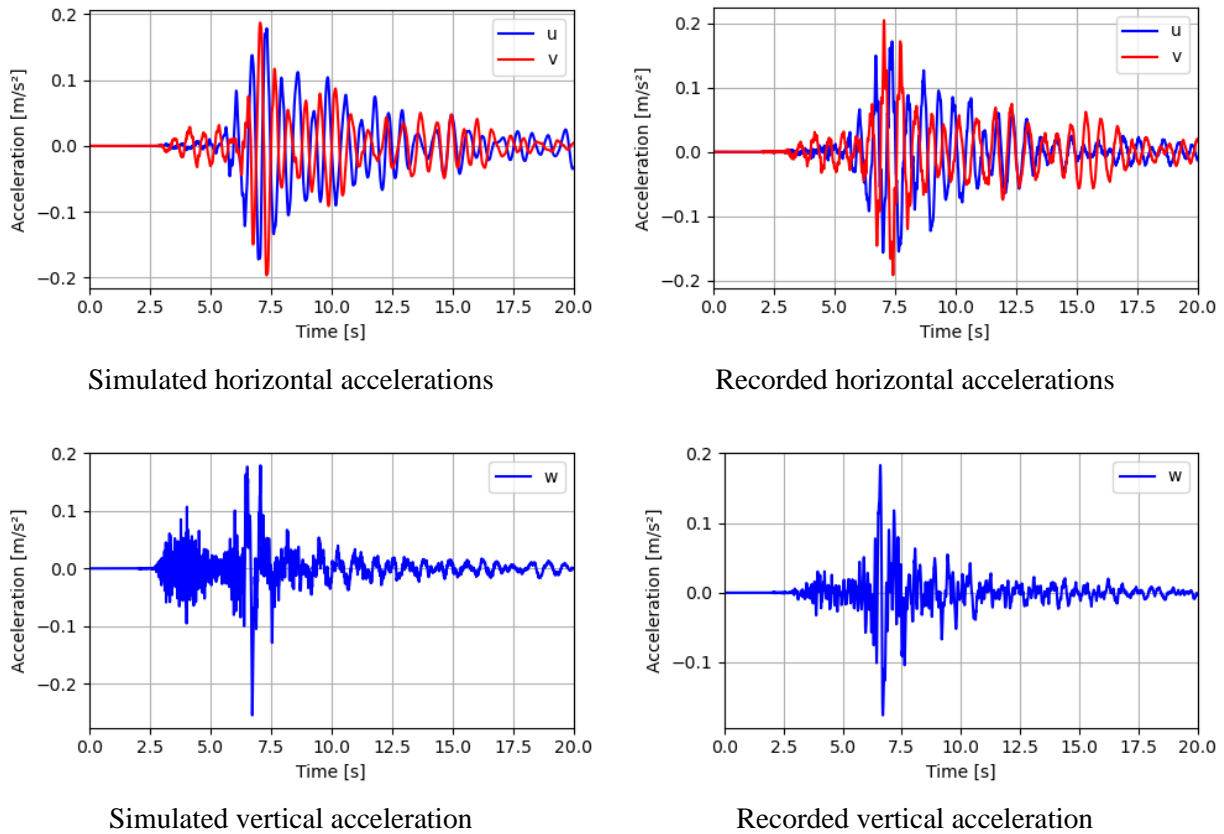 0.2
0.1
0.0
−0.1
−0.2
Acceleration [m/s²]
u
v
0.0 2.5 5.0 7.5 10.0 12.5 15.0 17.5 20.0
Time [s]
Simulated horizontal accelerations
0.2
0.1
0.0
−0.1
−0.2
Acceleration [m/s²]
u
v
0.0 2.5 5.0 7.5 10.0 12.5 15.0 17.5 20.0
Time [s]
Recorded horizontal accelerations
0.2
0.1
0.0
−0.1
−0.2
Acceleration [m/s²]
w
0.0 2.5 5.0 7.5 10.0 12.5 15.0 17.5 20.0
Time [s]
Simulated vertical acceleration
0.2
0.1
0.0
−0.1
Acceleration [m/s²]
w
0.0 2.5 5.0 7.5 10.0 12.5 15.0 17.5 20.0
Time [s]
Recorded vertical acceleration